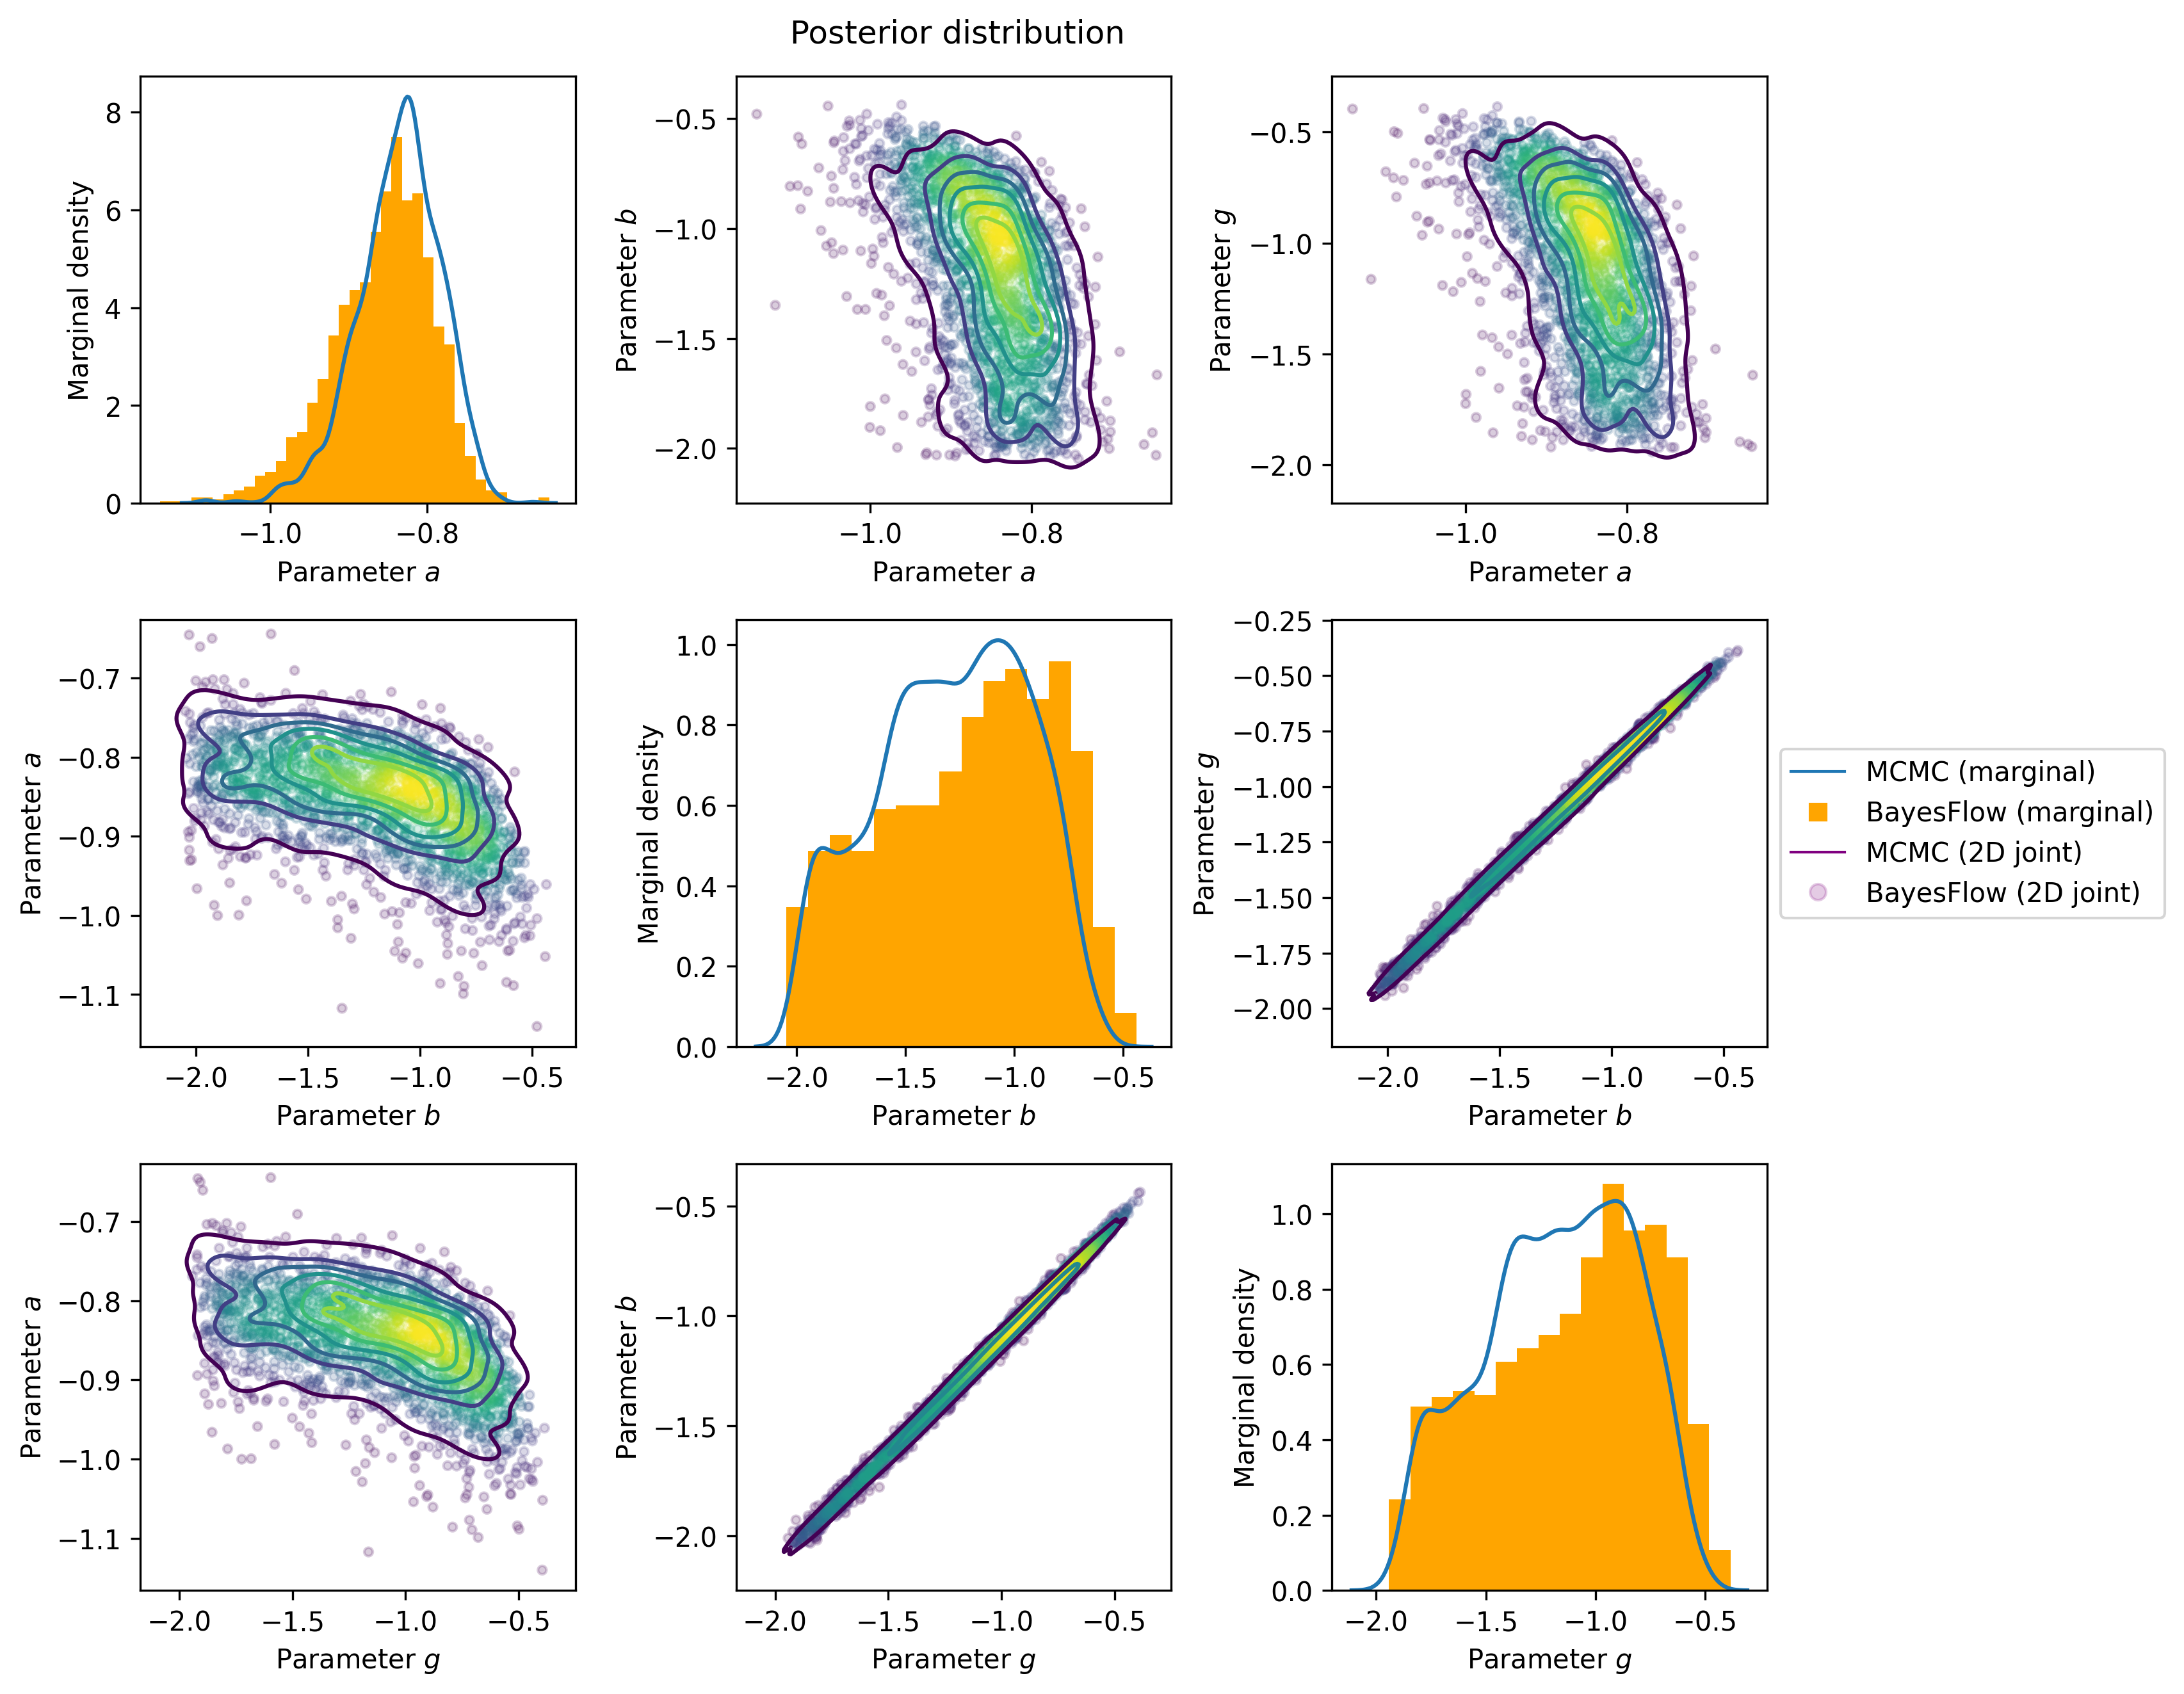 Posterior distribution
8
6
4
2
0
Marginal density
−1.0 −0.8
Parameter a
−0.5
−1.0
−1.5
−2.0
Parameter b
−1.0 −0.8
Parameter a
−0.5
−1.0
−1.5
−2.0
Parameter g
−1.0 −0.8
Parameter a
−0.7
−0.8
−0.9
−1.0
−1.1
Parameter a
−2.0 −1.5 −1.0 −0.5
Parameter b
1.0
0.8
0.6
0.4
0.2
0.0
Marginal density
−2.0 −1.5 −1.0 −0.5
Parameter b
−0.25
−0.50
−0.75
−1.00
−1.25
−1.50
−1.75
−2.00
Parameter g
−2.0 −1.5 −1.0 −0.5
Parameter b
MCMC (marginal)
BayesFlow (marginal)
MCMC (2D joint)
BayesFlow (2D joint)
−0.7
−0.8
−0.9
−1.0
−1.1
Parameter a
−2.0 −1.5 −1.0 −0.5
Parameter g
−0.5
−1.0
−1.5
−2.0
Parameter b
−2.0 −1.5 −1.0 −0.5
Parameter g
1.0
0.8
0.6
0.4
0.2
0.0
Marginal density
−2.0 −1.5 −1.0 −0.5
Parameter g